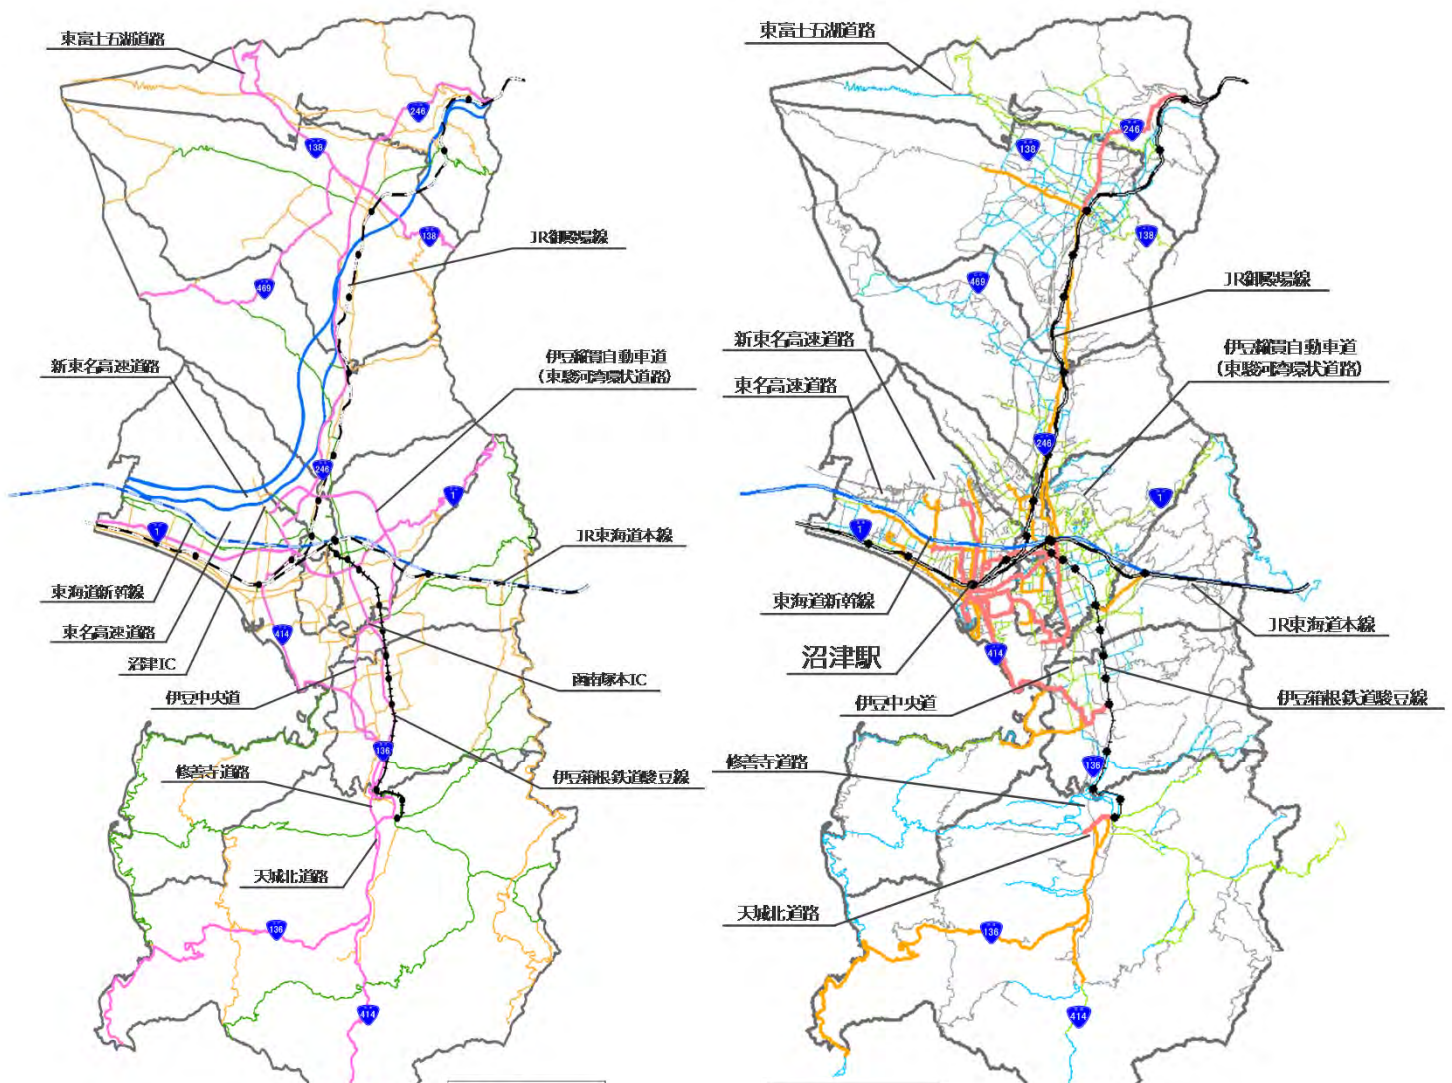 東富士五湖道路
246
138
138
JR御殿場線
469
新東名高速道路
伊豆縦貫自動車道
(東駿河湾環状道路)
246
1
1
JR東海道本線
東海道新幹線
東名高速道路
414
沼津IC
函南塚本IC
伊豆中央道
136
修善寺道路
伊豆箱根鉄道駿豆線
天城北道路
136
414
東富士五湖道路
246
138
138
469
JR御殿場線
新東名高速道路
伊豆縦貫自動車道
(東駿河湾環状道路)
東名高速道路
246
1
1
東海道新幹線
JR東海道本線
沼津駅
414
伊豆中央道
伊豆箱根鉄道駿豆線
修善寺道路
136
天城北道路
136
414